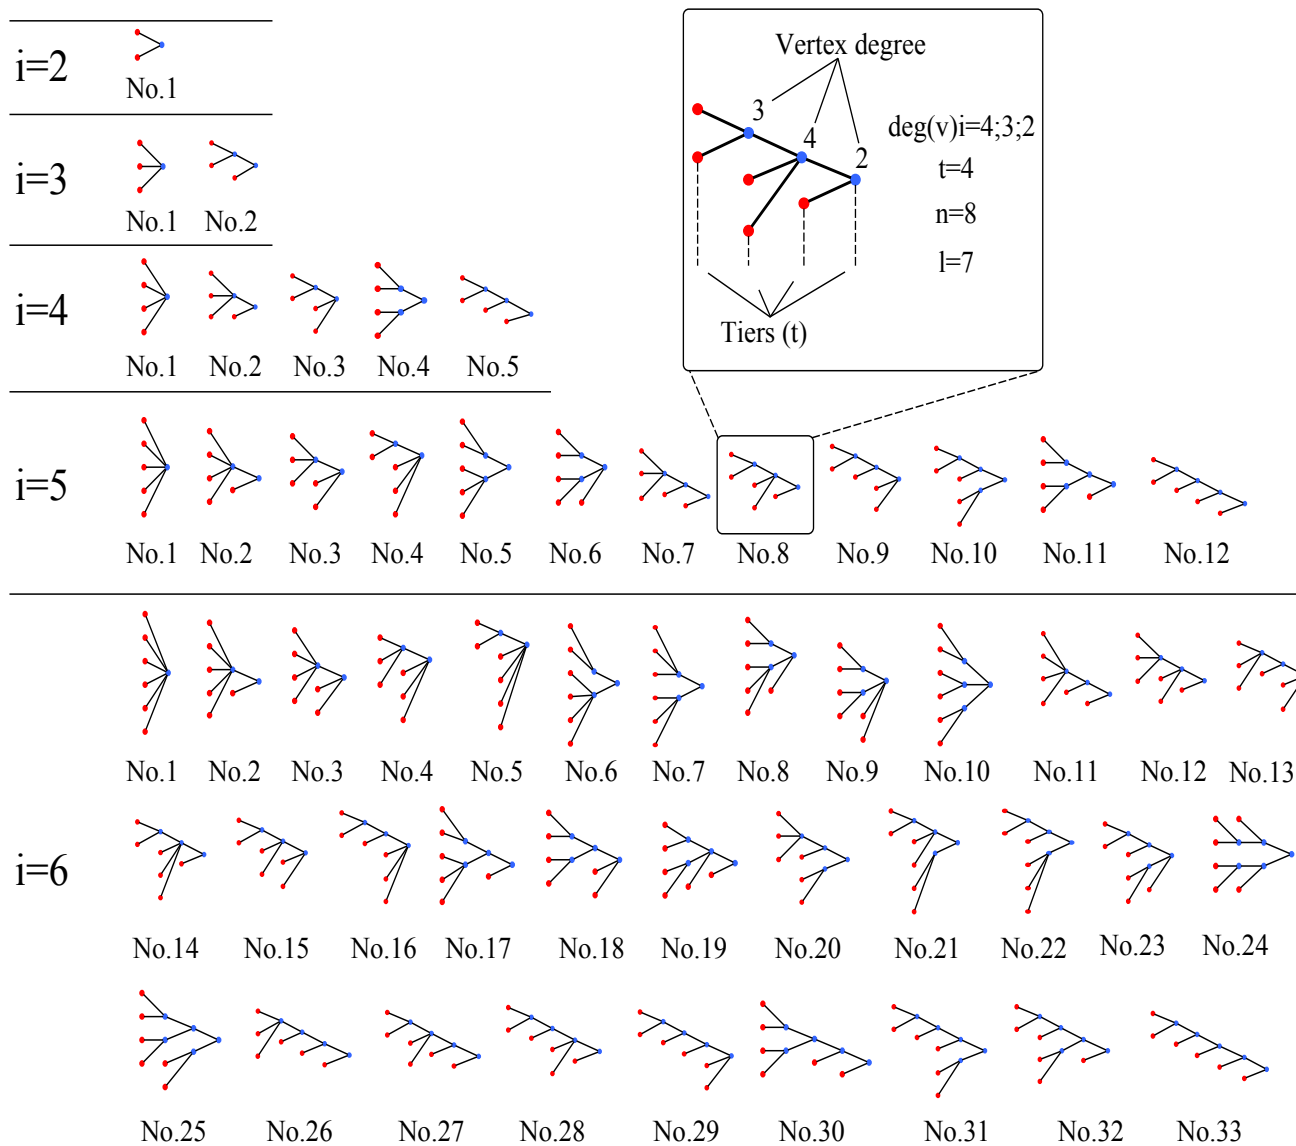 i=2
No.1
i=3
No.1 No.2
i=4
No.1 No.2 No.3 No.4 No.5
Vertex degree
3
4
2
deg(v)i=4;3;2
t=4
n=8
l=7
Tiers (t)
i=5
No.1 No.2 No.3 No.4 No.5 No.6 No.7 No.8 No.9 No.10 No.11 No.12
i=6
No.1 No.2 No.3 No.4 No.5 No.6 No.7 No.8 No.9 No.10 No.11 No.12 No.13
No.14 No.15 No.16 No.17 No.18 No.19 No.20 No.21 No.22 No.23 No.24
No.25 No.26 No.27 No.28 No.29 No.30 No.31 No.32 No.33